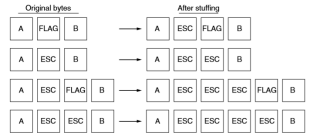 Original bytes After stuffing
A FLAG B A ESC FLAG B
A ESC B A ESC ESC B
A ESC FLAG B A ESC ESC ESC FLAG B
A ESC ESC B A ESC ESC ESC ESC B